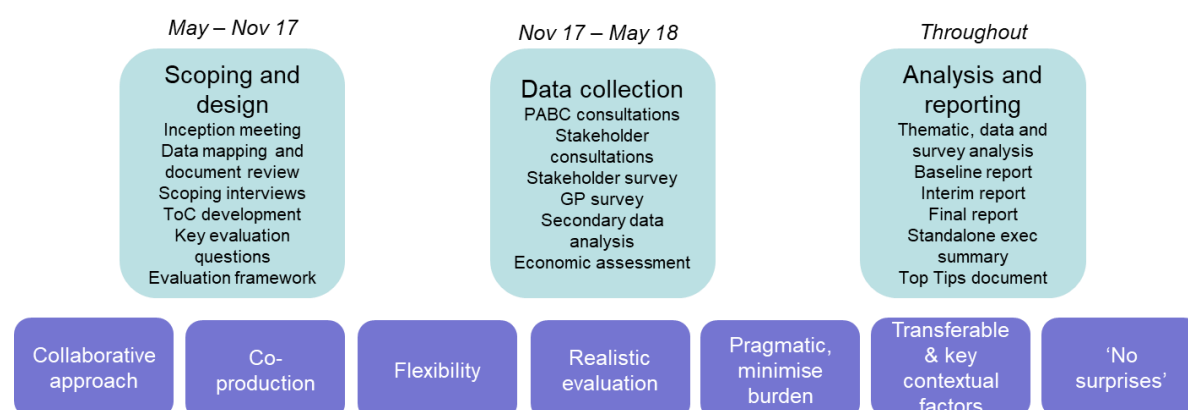 May – Nov 17
Scoping and
design
Inception meeting
Data mapping and
document review
Scoping interviews
ToC development
Key evaluation
questions
Evaluation framework
Nov 17 – May 18
Data collection
PABC consultations
Stakeholder
consultations
Stakeholder survey
GP survey
Secondary data
analysis
Economic assessment
Throughout
Analysis and
reporting
Thematic, data and
survey analysis
Baseline report
Interim report
Final report
Standalone exec
summary
Top Tips document
Collaborative
approach
Co-
production
Flexibility
Realistic
evaluation
Pragmatic,
minimise
burden
Transferable
& key
contextual
factors
‘No
surprises’